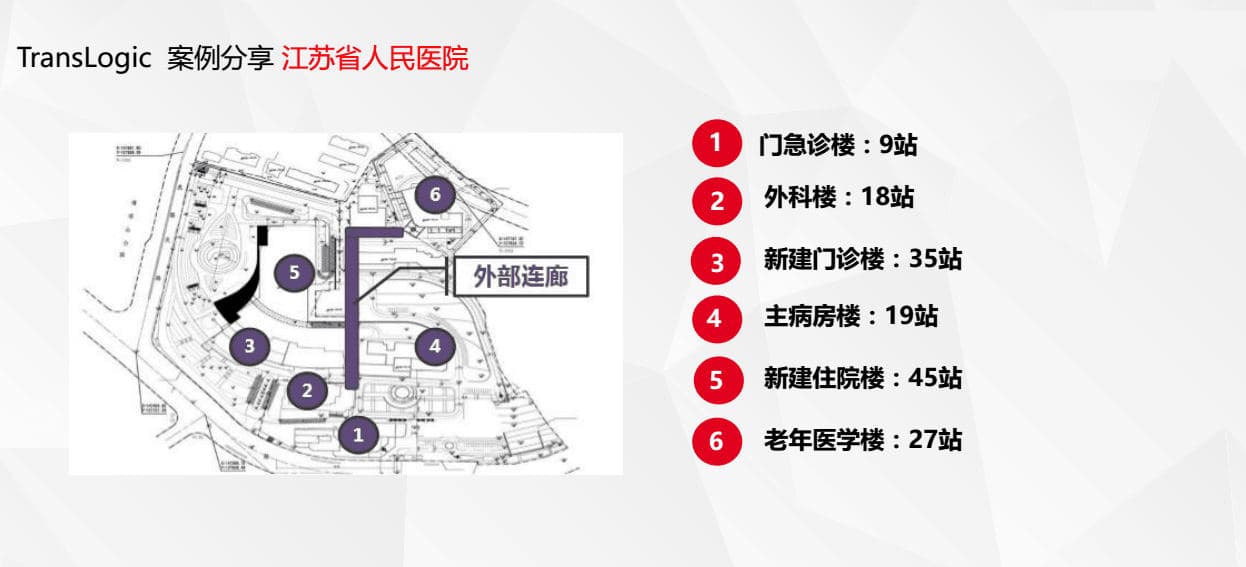 TransLogic 案例分享 江苏省人民医院
6
5
外部连廊
3
4
2
1
1 门急诊楼：9站
2 外科楼：18站
3 新建门诊楼：35站
4 主病房楼：19站
5 新建住院楼：45站
6 老年医学楼：27站